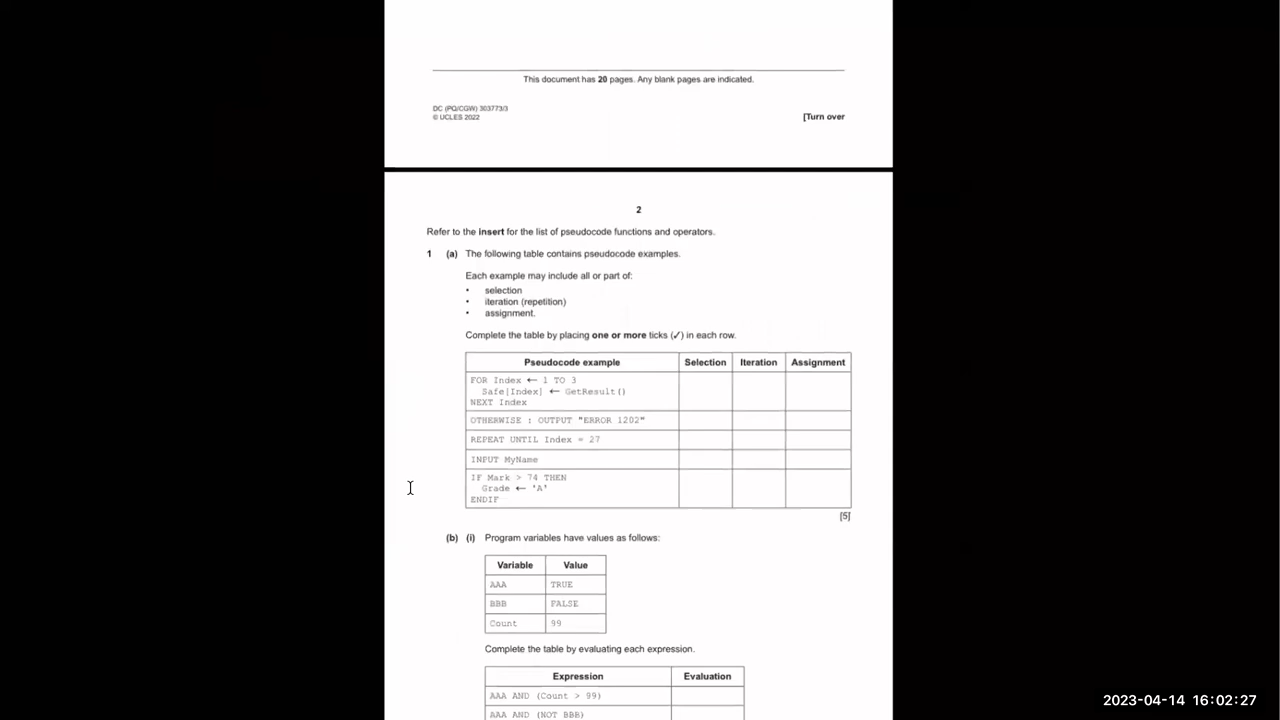 This document has 20 pages. Any blank pages are indicated.
DC (PQ/CGW) 303773/3
© UCLES 2022
[Turn over
2
Refer to the insert for the list of pseudocode functions and operators.
1 (a) The following table contains pseudocode examples.
Each example may include all or part of:
• selection
• iteration (repetition)
• assignment.
Complete the table by placing one or more ticks (✓) in each row.
Pseudocode example Selection Iteration Assignment
FOR Index ← 1 TO 3
Safe[Index] ← GetResult()
NEXT Index
OTHERWISE : OUTPUT "ERROR 1202"
REPEAT UNTIL Index = 27
INPUT MyName
IF Mark > 74 THEN
Grade ← 'A'
ENDIF
[5]
(b) (i) Program variables have values as follows:
Variable Value
AAA TRUE
BBB FALSE
Count 99
Complete the table by evaluating each expression.
Expression Evaluation
AAA AND (Count > 99)
AAA AND (NOT BBB)
2023-04-14 16:02:27